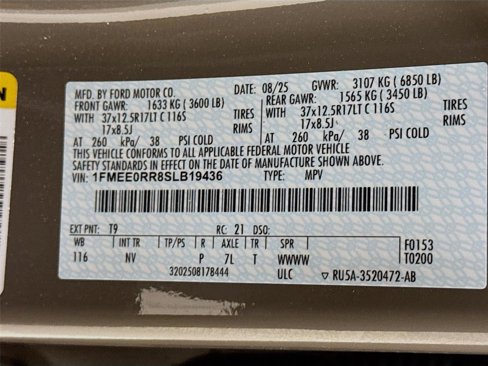 N
MFD. BY FORD MOTOR CO. DATE: 08/25 GVWR: 3107 KG ( 6850 LB)
FRONT GAWR: 1633 KG ( 3600 LB) REAR GAWR: 1565 KG ( 3450 LB)
WITH 37x12.5R17LT C 116S TIRES WITH 37x12.5R17LT C 116S TIRES
17x8.5J RIMS 17x8.5J RIMS
AT 260 kPa/ 38 PSI COLD AT 260 kPa/ 38 PSI COLD
THIS VEHICLE CONFORMS TO ALL APPLICABLE FEDERAL MOTOR VEHICLE
SAFETY STANDARDS IN EFFECT ON THE DATE OF MANUFACTURE SHOWN ABOVE.
VIN: 1FMEE0RR8SLB19436 TYPE: MPV
EXT PNT: T9 RC: 21 DSO:
WB INT TR TP/PS R AXLE TR SPR F0153
116 NV P 7L T WWWW T0200
3202508178444 ULC ▽ RU5A-3520472-AB